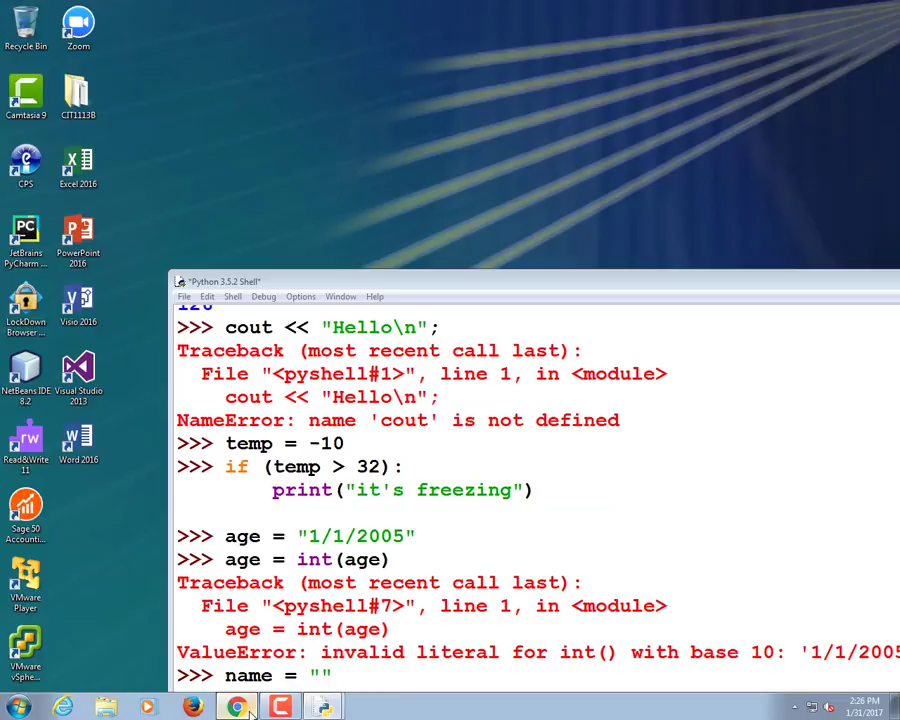 Recycle Bin
Zoom
Camtasia 9
CIT1113B
CPS
Excel 2016
JetBrains
PyCharm ...
PowerPoint
2016
LockDown
Browser ...
Visio 2016
NetBeans IDE
8.2
Visual Studio
2013
Read&Write
11
Word 2016
Sage 50
Accounti...
VMware
Player
VMware
vSphe...
*Python 3.5.2 Shell*
File Edit Shell Debug Options Window Help
128
>>> cout << "Hello\n";
Traceback (most recent call last):
File "<pyshell#1>", line 1, in <module>
cout << "Hello\n";
NameError: name 'cout' is not defined
>>> temp = -10
>>> if (temp > 32):
print("it's freezing")
>>> age = "1/1/2005"
>>> age = int(age)
Traceback (most recent call last):
File "<pyshell#7>", line 1, in <module>
age = int(age)
ValueError: invalid literal for int() with base 10: '1/1/2005
>>> name = ""
2:26 PM
1/31/2017